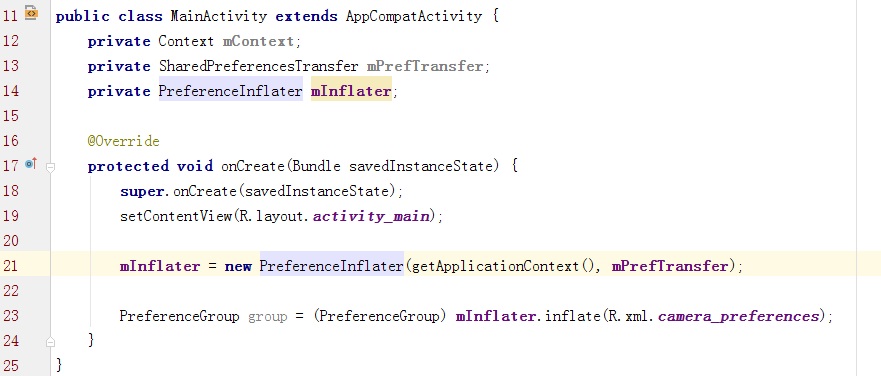 11 public class MainActivity extends AppCompatActivity {
12 private Context mContext;
13 private SharedPreferencesTransfer mPrefTransfer;
14 private PreferenceInflater mInflater;
15
16 @Override
17 protected void onCreate(Bundle savedInstanceState) {
18 super.onCreate(savedInstanceState);
19 setContentView(R.layout.activity_main);
20
21 mInflater = new PreferenceInflater(getApplicationContext(), mPrefTransfer);
22
23 PreferenceGroup group = (PreferenceGroup) mInflater.inflate(R.xml.camera_preferences);
24 }
25 }